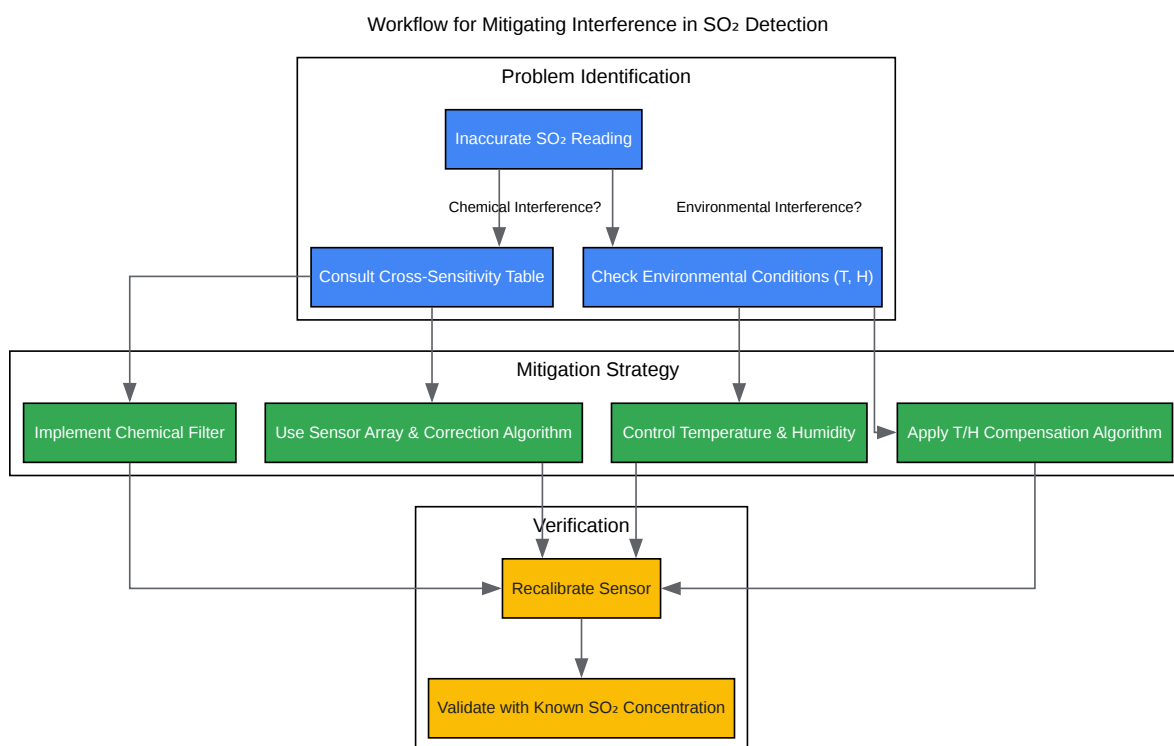 Workflow for Mitigating Interference in SO₂ Detection
Problem Identification
Inaccurate SO₂ Reading
Chemical Interference?
Environmental Interference?
Consult Cross-Sensitivity Table
Check Environmental Conditions (T, H)
Mitigation Strategy
Implement Chemical Filter
Use Sensor Array & Correction Algorithm
Control Temperature & Humidity
Apply T/H Compensation Algorithm
Verification
Recalibrate Sensor
Validate with Known SO₂ Concentration